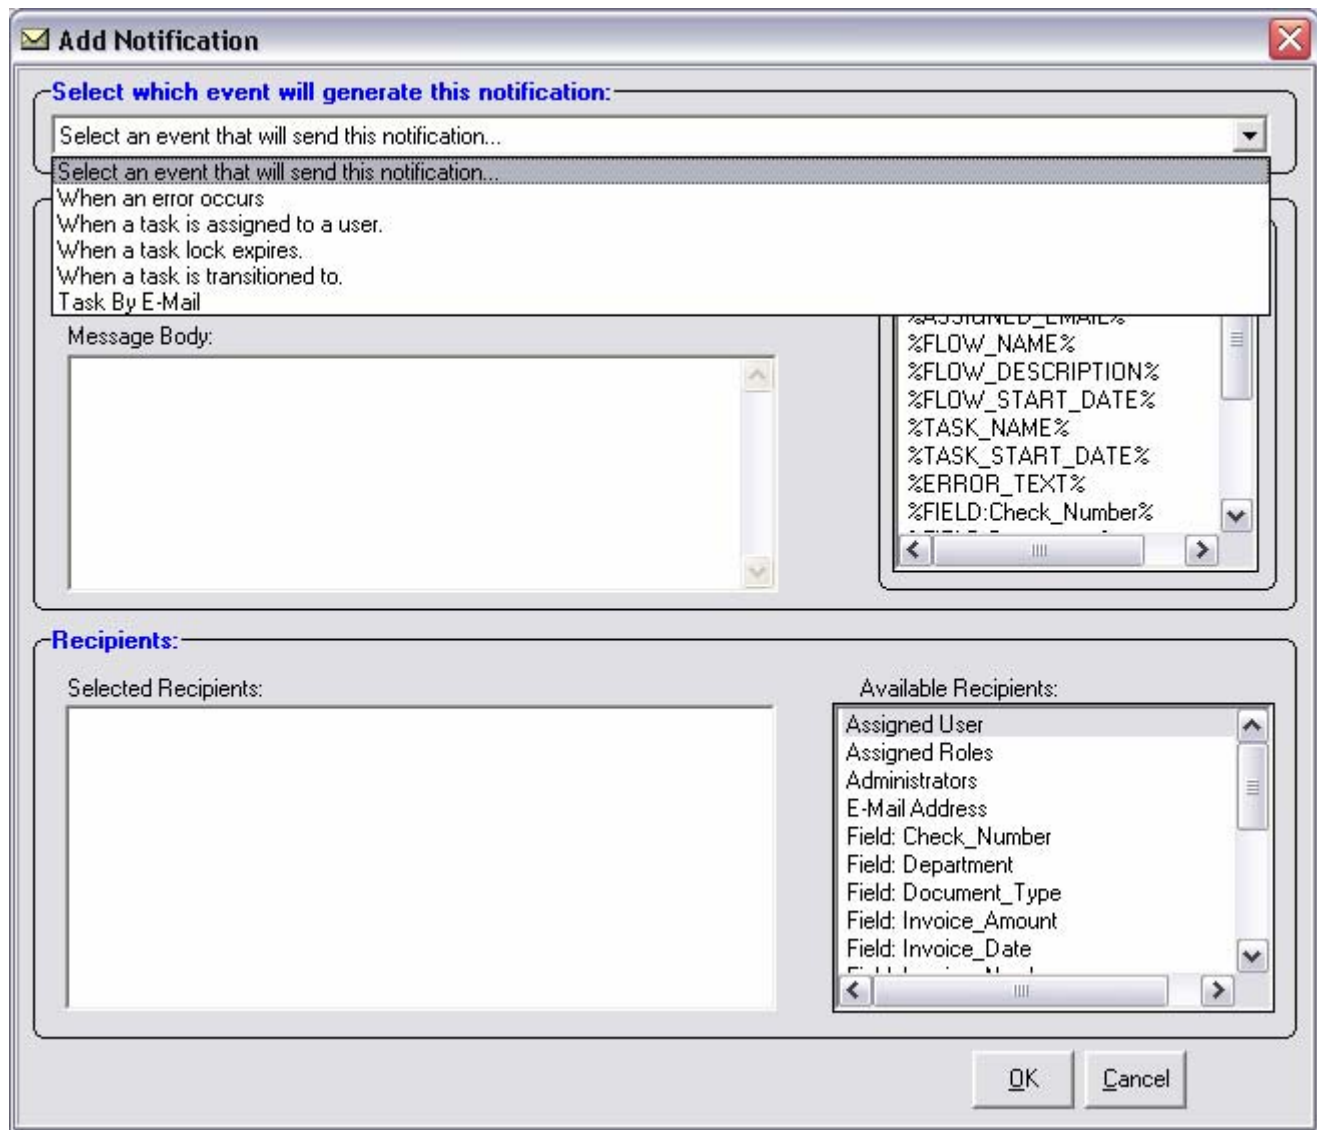 Add Notification
Select which event will generate this notification:
Select an event that will send this notification...
Select an event that will send this notification...
When an error occurs
When a task is assigned to a user.
When a task lock expires.
When a task is transitioned to.
Task By E-Mail
%ASSIGNED_EMAIL%
Message Body:
%FLOW_NAME%
%FLOW_DESCRIPTION%
%FLOW_START_DATE%
%TASK_NAME%
%TASK_START_DATE%
%ERROR_TEXT%
%FIELD:Check_Number%
Recipients:
Selected Recipients:
Available Recipients:
Assigned User
Assigned Roles
Administrators
E-Mail Address
Field: Check_Number
Field: Department
Field: Document_Type
Field: Invoice_Amount
Field: Invoice_Date
OK
Cancel